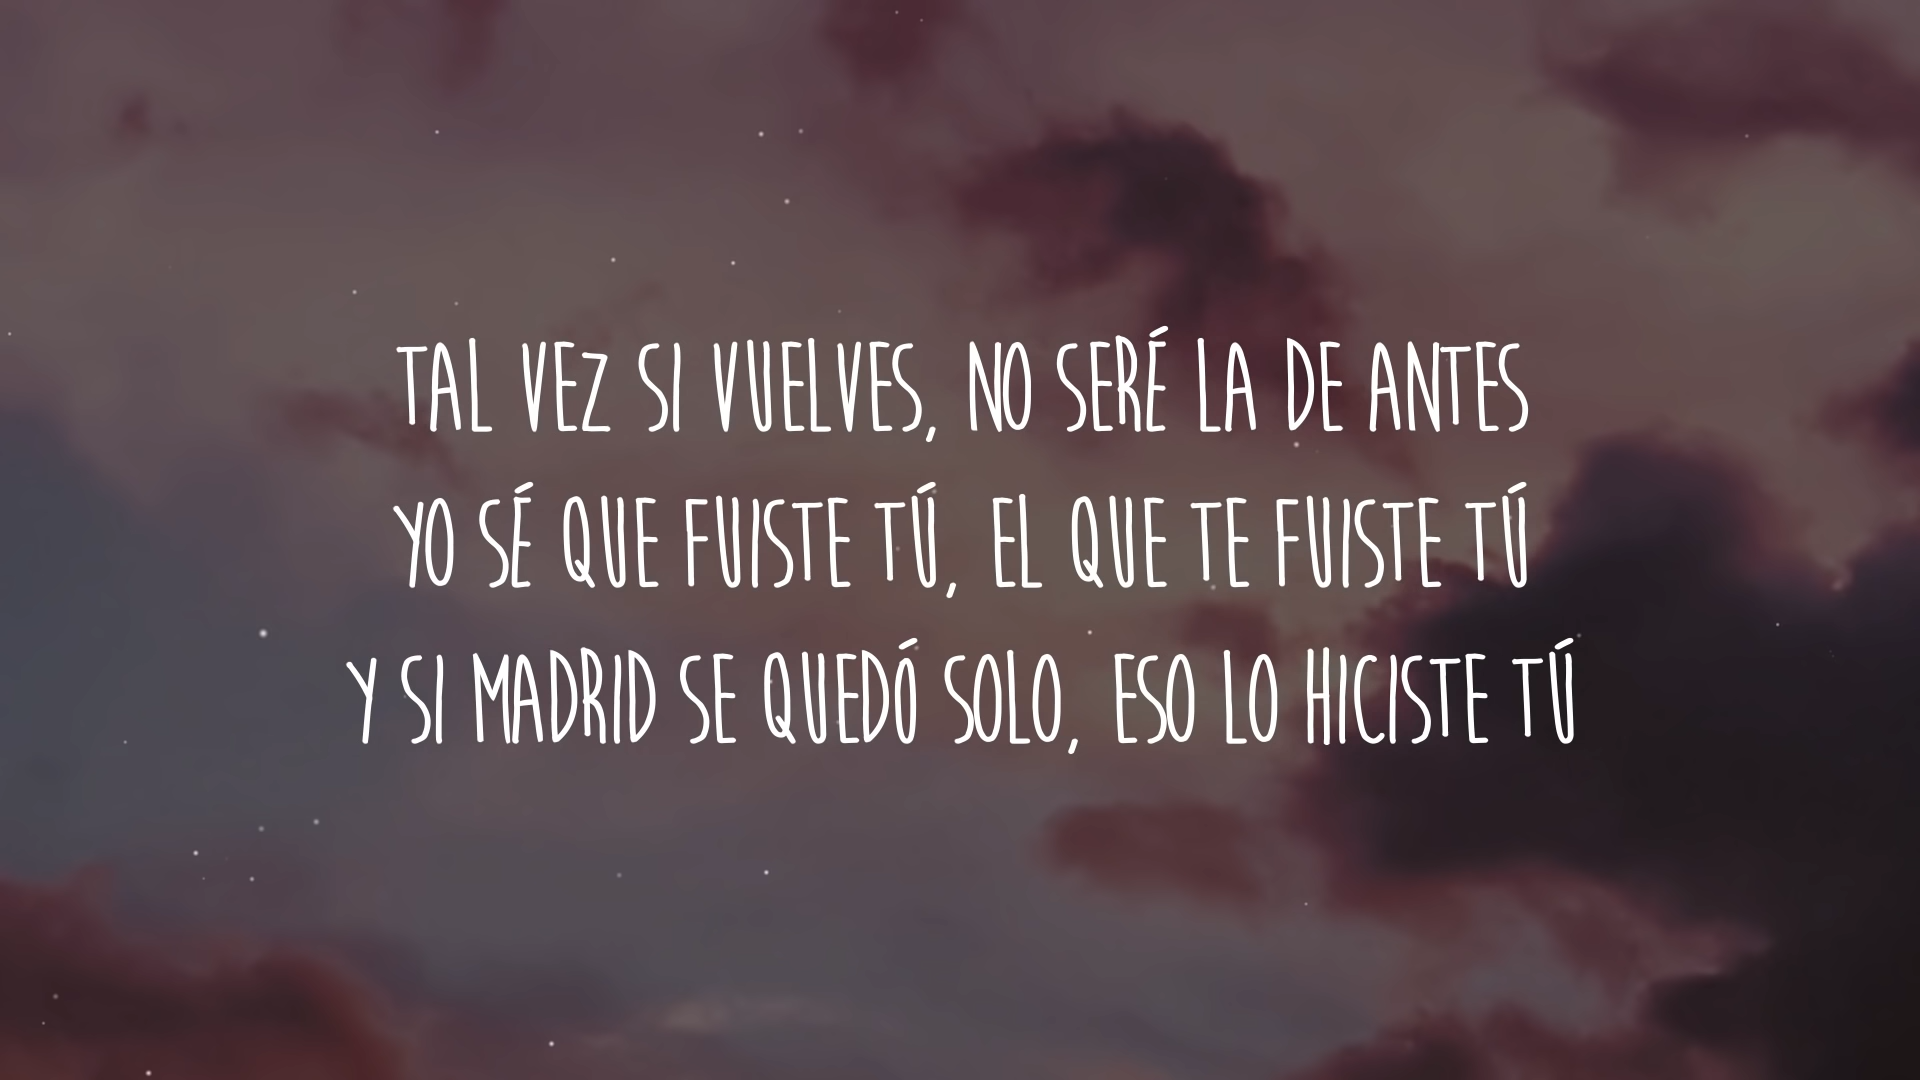 TAL VEZ SI VUELVES, NO SERÉ LA DE ANTES
YO SÉ QUE FUISTE TÚ, EL QUE TE FUISTE TÚ
Y SI MADRID SE QUEDÓ SOLO, ESO LO HICISTE TÚ